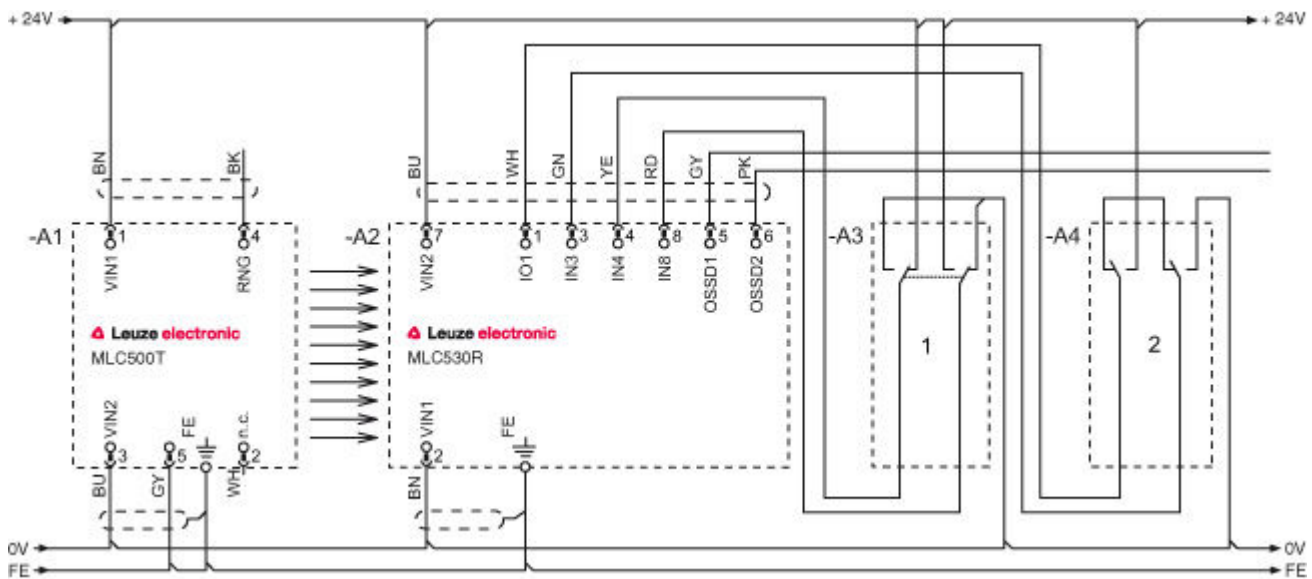 + 24V
+ 24V
BN
BK
BU
WH
GN
YE
RD
GY
PK
-A1
1
4
-A2
7
1
3
4
8
5
6
-A3
-A4
VIN1
RNG
VIN2
IO1
IN3
IN4
IN8
OSSD1
OSSD2
Leuze electronic
MLC500T
Leuze electronic
MLC530R
1
2
VIN2
FE
n.c.
VIN1
FE
3
5
2
2
BU
GY
WH
BN
0V
0V
FE
FE